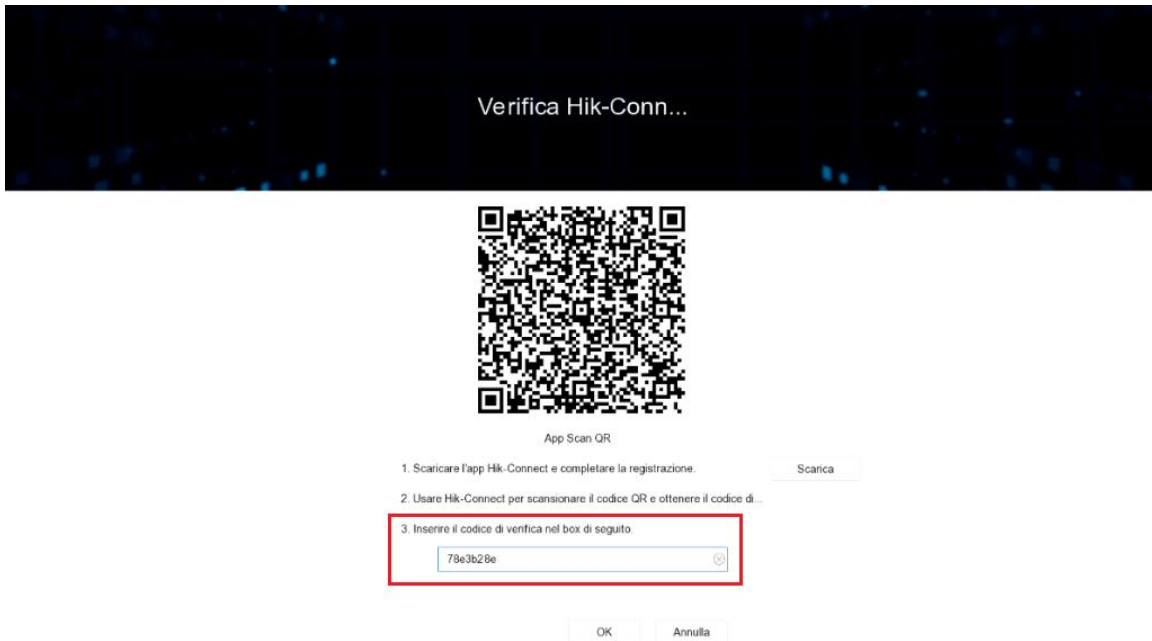 Verifica Hik-Conn...
App Scan QR
1. Scaricare l'app Hik-Connect e completare la registrazione.
Scarica
2. Usare Hik-Connect per scansionare il codice QR e ottenere il codice di...
3. Inserire il codice di verifica nel box di seguito
78e3b28e
OK
Annulla